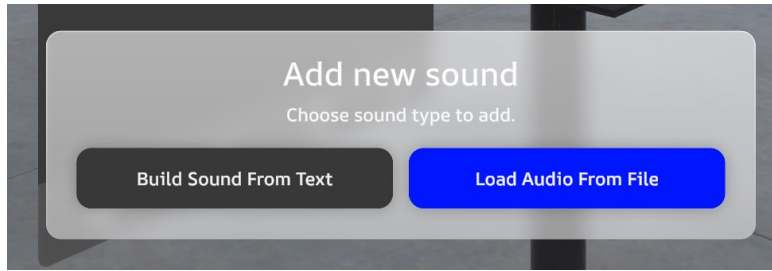 Add new sound
Choose sound type to add.
Build Sound From Text
Load Audio From File